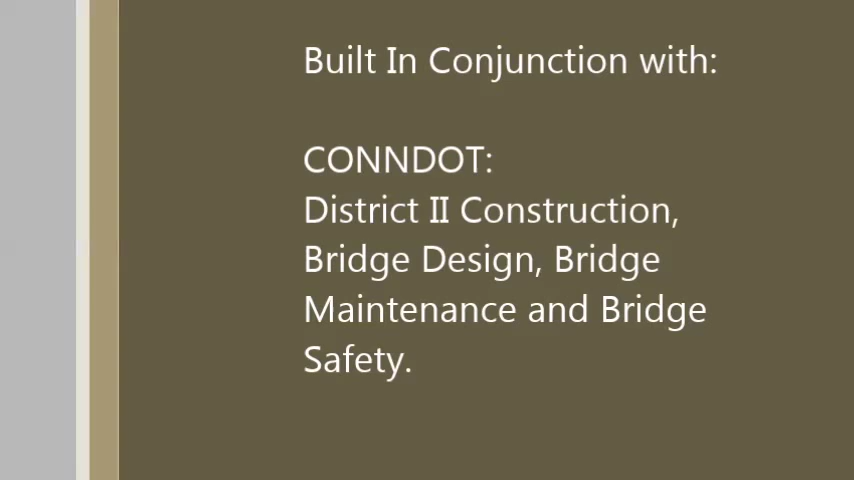 Built In Conjunction with:
CONNDOT:
District II Construction,
Bridge Design, Bridge
Maintenance and Bridge
Safety.